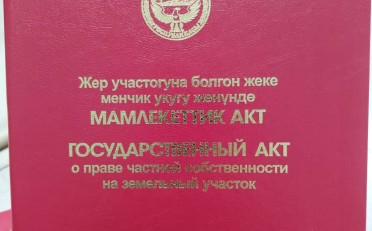 Жер участогуна болгон жеке
менчик укугу жөнүндө
МАМЛЕКЕТТИК АКТ
ГОСУДАРСТВЕННЫЙ АКТ
о праве частной собственности
на земельный участок